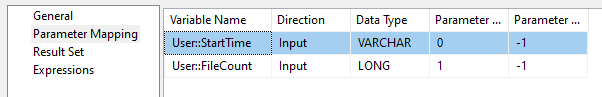 General
Parameter Mapping
Result Set
Expressions
Variable Name Direction Data Type Parameter ... Parameter ...
User::StartTime Input VARCHAR 0 -1
User::FileCount Input LONG 1 -1